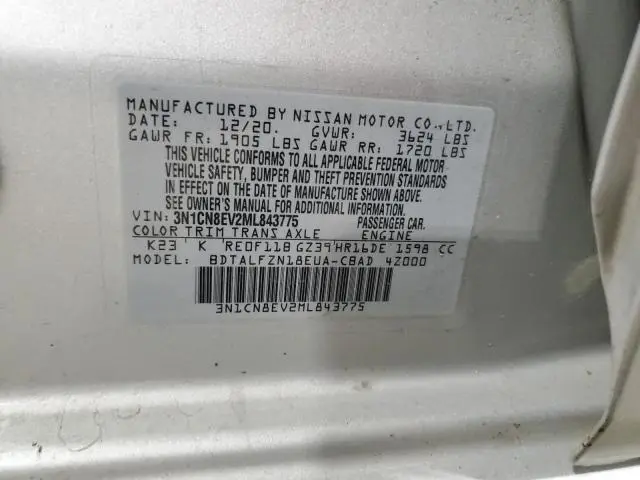 MANUFACTURED BY NISSAN MOTOR CO.,LTD.
DATE: 12/20. GVWR: 3624 LBS
GAWR FR: 1905 LBS GAWR RR: 1720 LBS
THIS VEHICLE CONFORMS TO ALL APPLICABLE FEDERAL MOTOR
VEHICLE SAFETY, BUMPER AND THEFT PREVENTION STANDARDS
IN EFFECT ON THE DATE OF MANUFACTURE SHOWN ABOVE.
SEE OWNER'S MANUAL FOR ADDITIONAL INFORMATION.
VIN: 3N1CN8EV2ML843775 PASSENGER CAR.
COLOR TRIM TRANS AXLE ENGINE
K23 K RE0F11B GZ39 HR16DE 1598 CC
MODEL: BDTALFZN18EUA-CBAD 4Z000
3N1CN8EV2ML843775